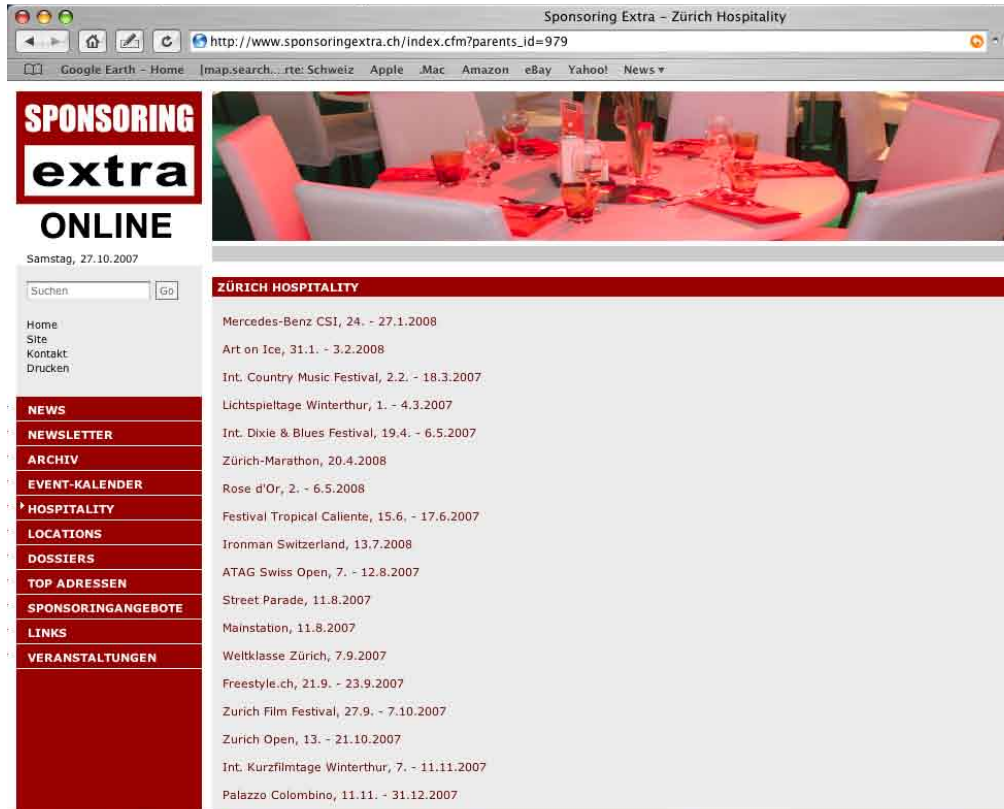 Sponsoring Extra – Zürich Hospitality
http://www.sponsoringextra.ch/index.cfm?parents_id=979
Google Earth – Home [map.search....rte: Schweiz Apple .Mac Amazon eBay Yahoo! News
SPONSORING
extra
ONLINE
Samstag, 27.10.2007
Suchen Go
Home
Site
Kontakt
Drucken
NEWS
NEWSLETTER
ARCHIV
EVENT-KALENDER
HOSPITALITY
LOCATIONS
DOSSIERS
TOP ADRESSEN
SPONSORINGANGEBOTE
LINKS
VERANSTALTUNGEN
ZÜRICH HOSPITALITY
Mercedes-Benz CSI, 24. - 27.1.2008
Art on Ice, 31.1. - 3.2.2008
Int. Country Music Festival, 2.2. - 18.3.2007
Lichtspieltage Winterthur, 1. - 4.3.2007
Int. Dixie & Blues Festival, 19.4. - 6.5.2007
Zürich-Marathon, 20.4.2008
Rose d'Or, 2. - 6.5.2008
Festival Tropical Caliente, 15.6. - 17.6.2007
Ironman Switzerland, 13.7.2008
ATAG Swiss Open, 7. - 12.8.2007
Street Parade, 11.8.2007
Mainstation, 11.8.2007
Weltklasse Zürich, 7.9.2007
Freestyle.ch, 21.9. - 23.9.2007
Zurich Film Festival, 27.9. - 7.10.2007
Zurich Open, 13. - 21.10.2007
Int. Kurzfilmtage Winterthur, 7. - 11.11.2007
Palazzo Colombino, 11.11. - 31.12.2007